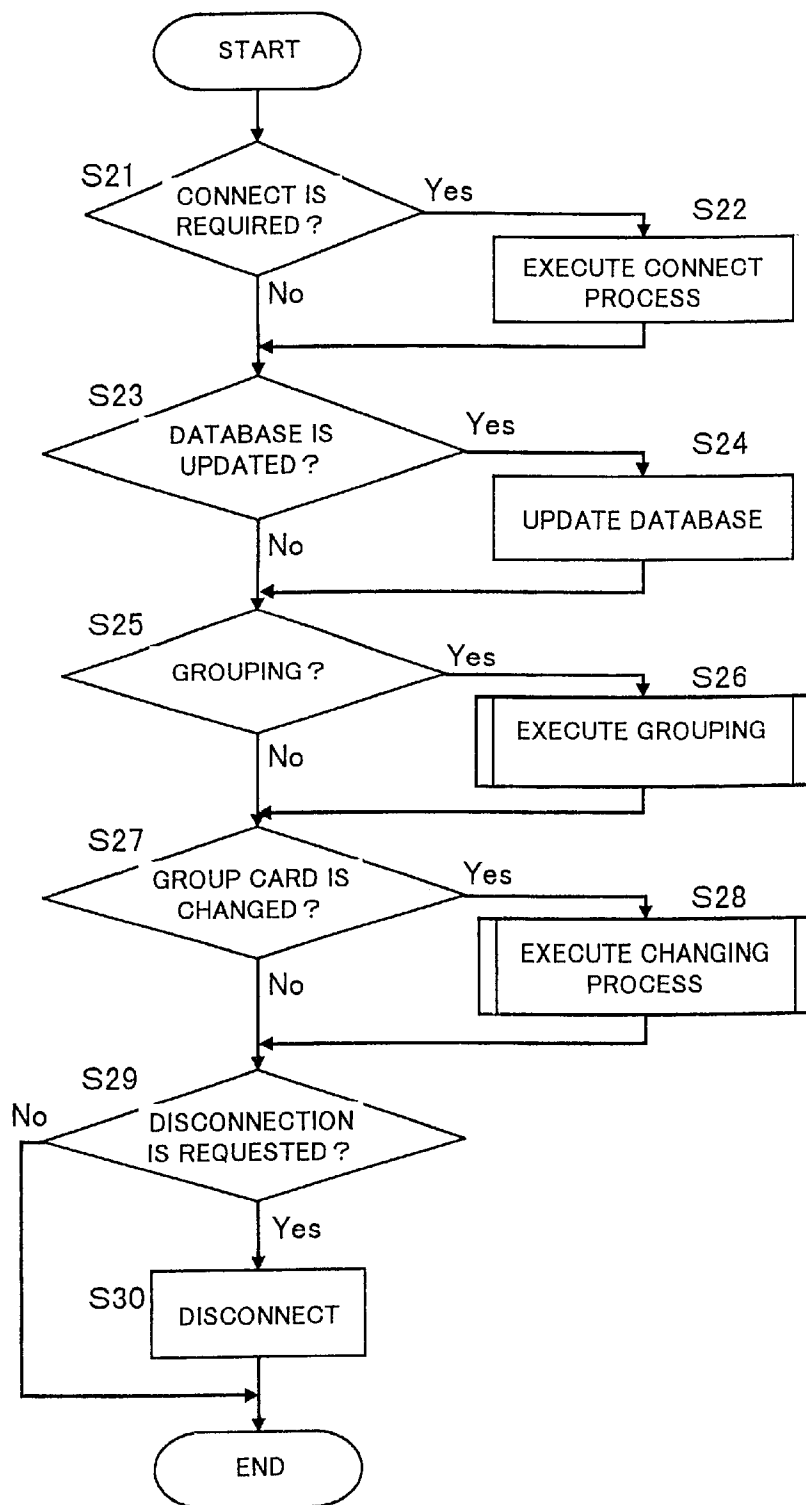 START
S21
CONNECT IS
REQUIRED?
Yes
S22
EXECUTE CONNECT
PROCESS
No
S23
DATABASE IS
UPDATED?
Yes
S24
UPDATE DATABASE
No
S25
GROUPING?
Yes
S26
EXECUTE GROUPING
No
S27
GROUP CARD IS
CHANGED?
Yes
S28
EXECUTE CHANGING
PROCESS
No
S29
No
DISCONNECTION
IS REQUESTED?
Yes
S30
DISCONNECT
END